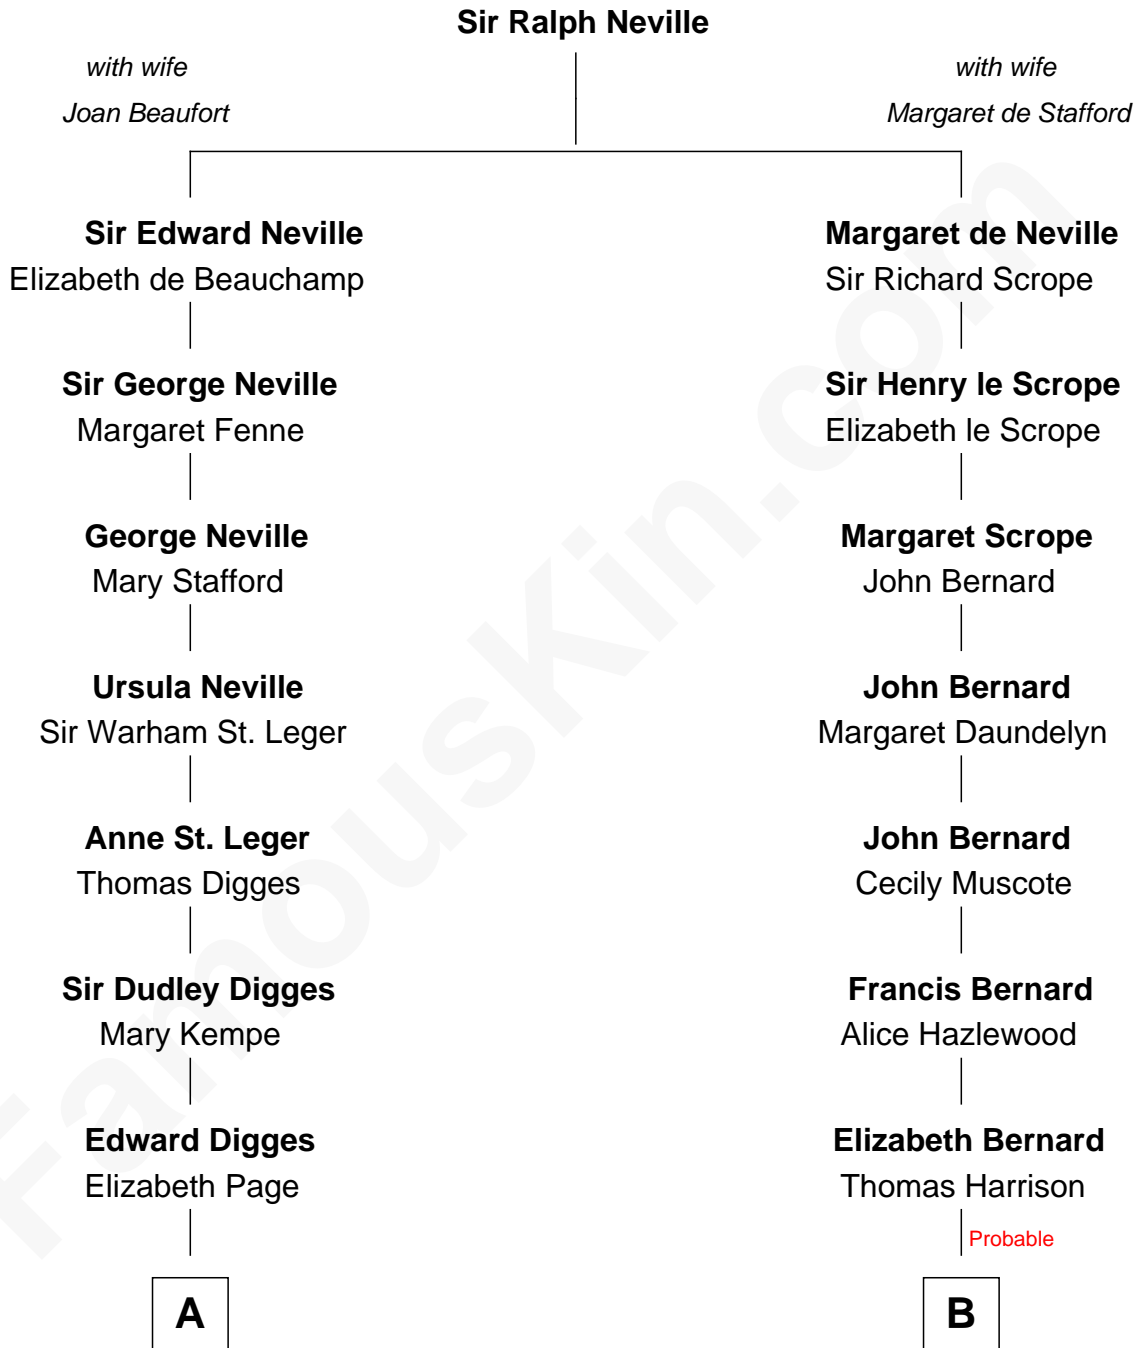 Sir Ralph Neville
with wife
Joan Beaufort
with wife
Margaret de Stafford
Sir Edward Neville
Elizabeth de Beauchamp
Margaret de Neville
Sir Richard Scrope
Sir George Neville
Margaret Fenne
Sir Henry le Scrope
Elizabeth le Scrope
George Neville
Mary Stafford
Margaret Scrope
John Bernard
Ursula Neville
Sir Warham St. Leger
John Bernard
Margaret Daundelyn
Anne St. Leger
Thomas Digges
John Bernard
Cecily Muscote
Sir Dudley Digges
Mary Kempe
Francis Bernard
Alice Hazlewood
Edward Digges
Elizabeth Page
Elizabeth Bernard
Thomas Harrison
Probable
A
B
FamousKin.com